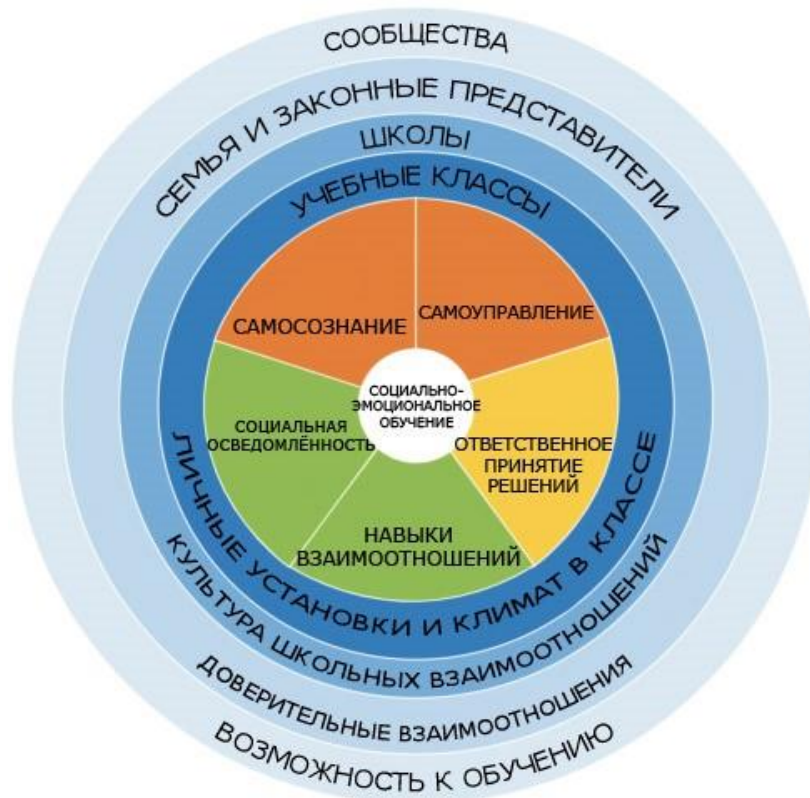 СООБЩЕСТВА
СЕМЬЯ И ЗАКОННЫЕ ПРЕДСТАВИТЕЛИ
ШКОЛЫ
УЧЕБНЫЕ КЛАССЫ
САМОСОЗНАНИЕ
САМОУПРАВЛЕНИЕ
СОЦИАЛЬНО-
ЭМОЦИОНАЛЬНОЕ
ОБУЧЕНИЕ
СОЦИАЛЬНАЯ
ОСВЕДОМЛЁННОСТЬ
ОТВЕТСТВЕННОЕ
ПРИНЯТИЕ
РЕШЕНИЙ
НАВЫКИ
ВЗАИМООТНОШЕНИЙ
ЛИЧНЫЕ УСТАНОВКИ И КЛИМАТ В КЛАССЕ
КУЛЬТУРА ШКОЛЬНЫХ ВЗАИМООТНОШЕНИЙ
ДОВЕРИТЕЛЬНЫЕ ВЗАИМООТНОШЕНИЯ
ВОЗМОЖНОСТЬ К ОБУЧЕНИЮ